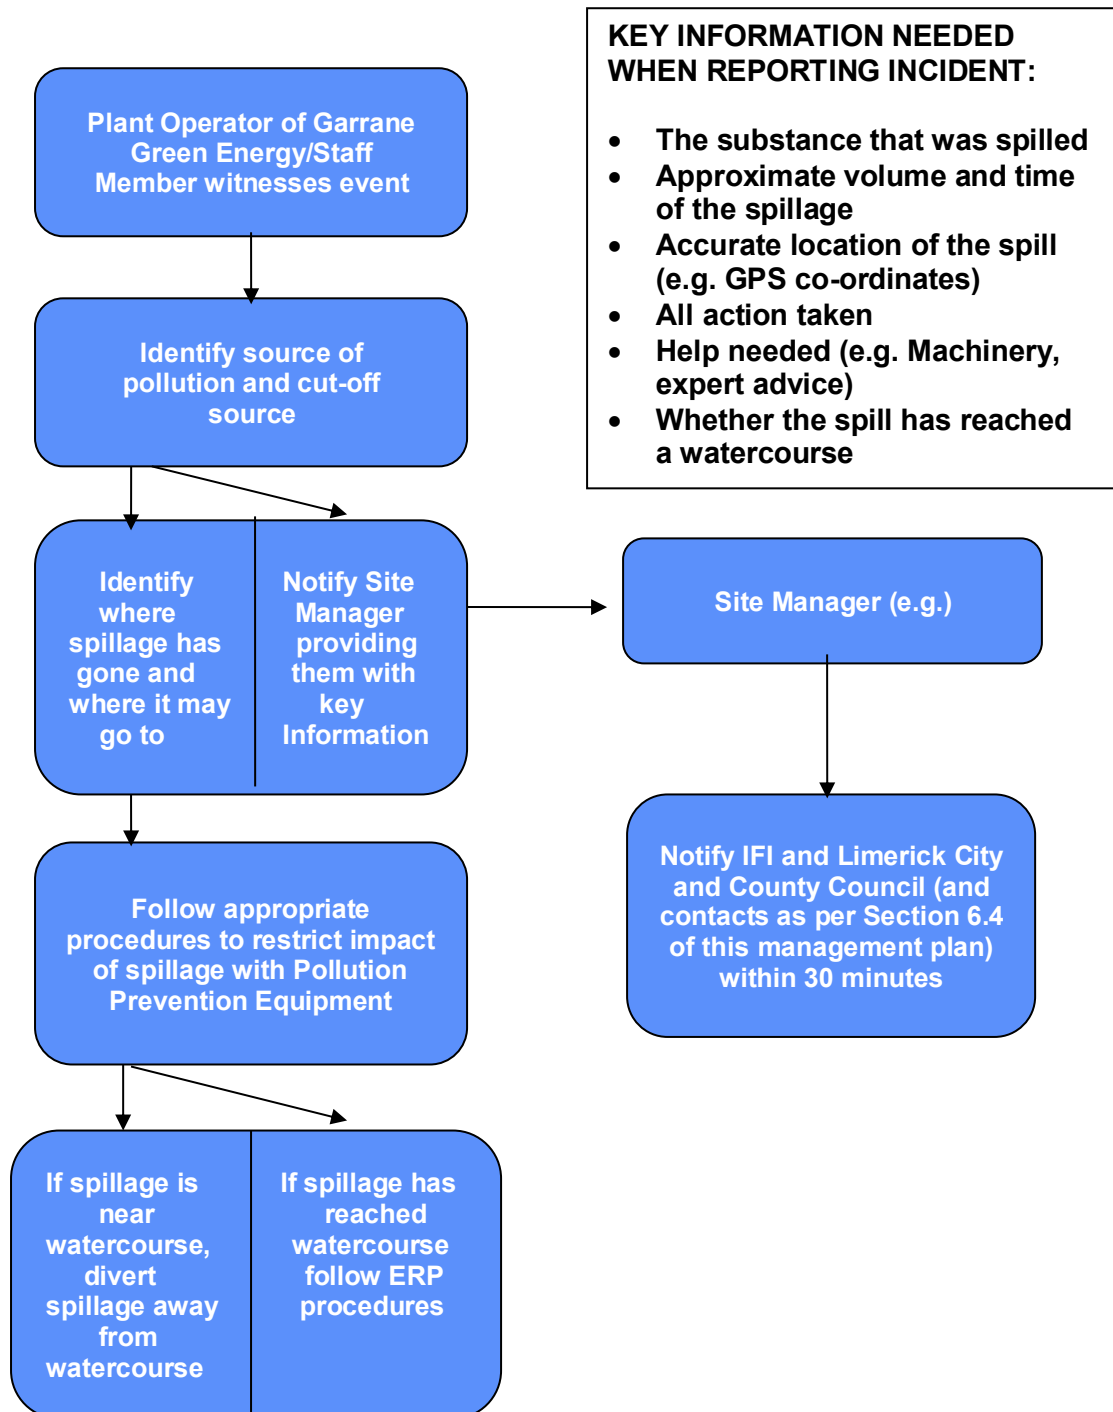 KEY INFORMATION NEEDED
WHEN REPORTING INCIDENT:
• The substance that was spilled
• Approximate volume and time
of the spillage
• Accurate location of the spill
(e.g. GPS co-ordinates)
• All action taken
• Help needed (e.g. Machinery,
expert advice)
• Whether the spill has reached
a watercourse
Plant Operator of Garrane
Green Energy/Staff
Member witnesses event
Identify source of
pollution and cut-off
source
Identify
where
spillage has
gone and
where it may
go to
Notify Site
Manager
providing
them with
key
Information
Site Manager (e.g.)
Notify IFI and Limerick City
and County Council (and
contacts as per Section 6.4
of this management plan)
within 30 minutes
Follow appropriate
procedures to restrict impact
of spillage with Pollution
Prevention Equipment
If spillage is
near
watercourse,
divert
spillage away
from
watercourse
If spillage has
reached
watercourse
follow ERP
procedures